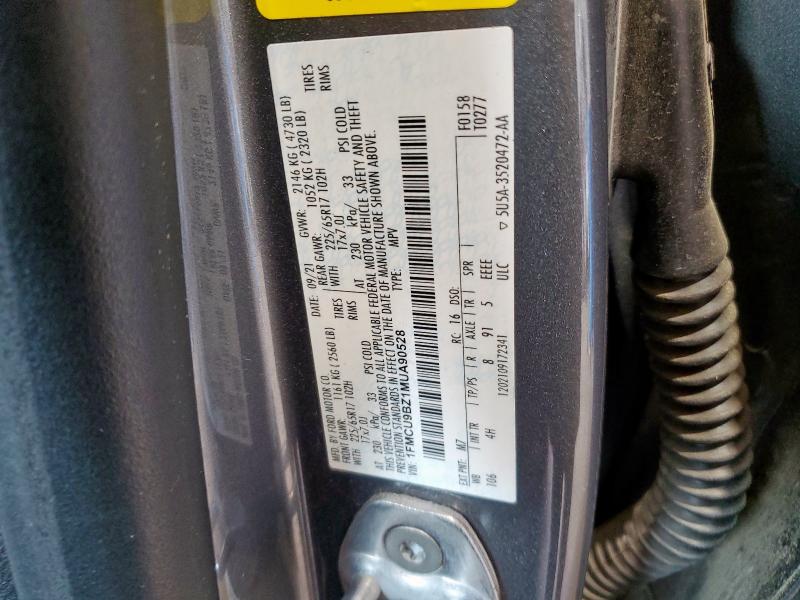 MFD. BY FORD MOTOR CO.
DATE: 09/21
GVWR: 2146 KG ( 4730 LB)
FRONT GAWR: 1161 KG ( 2560 LB)
REAR GAWR: 1052 KG ( 2320 LB)
WITH 225/65R17 102H TIRES
17x7.0J RIMS
AT 230 kPa/ 33 PSI COLD
WITH 225/65R17 102H TIRES
17x7.0J RIMS
AT 230 kPa/ 33 PSI COLD
THIS VEHICLE CONFORMS TO ALL APPLICABLE FEDERAL MOTOR VEHICLE SAFETY AND THEFT
PREVENTION STANDARDS IN EFFECT ON THE DATE OF MANUFACTURE SHOWN ABOVE.
VIN: 1FMCU9BZ1MUA90528
TYPE: MPV
F0158
T0277
EXT PNT: M7 RC: 16 DSO:
WB INT TR TP/PS R AXLE TR SPR
106 4H 8 91 5 EEEE
1202109172341 ULC
▽ 5U5A-3520472-AA